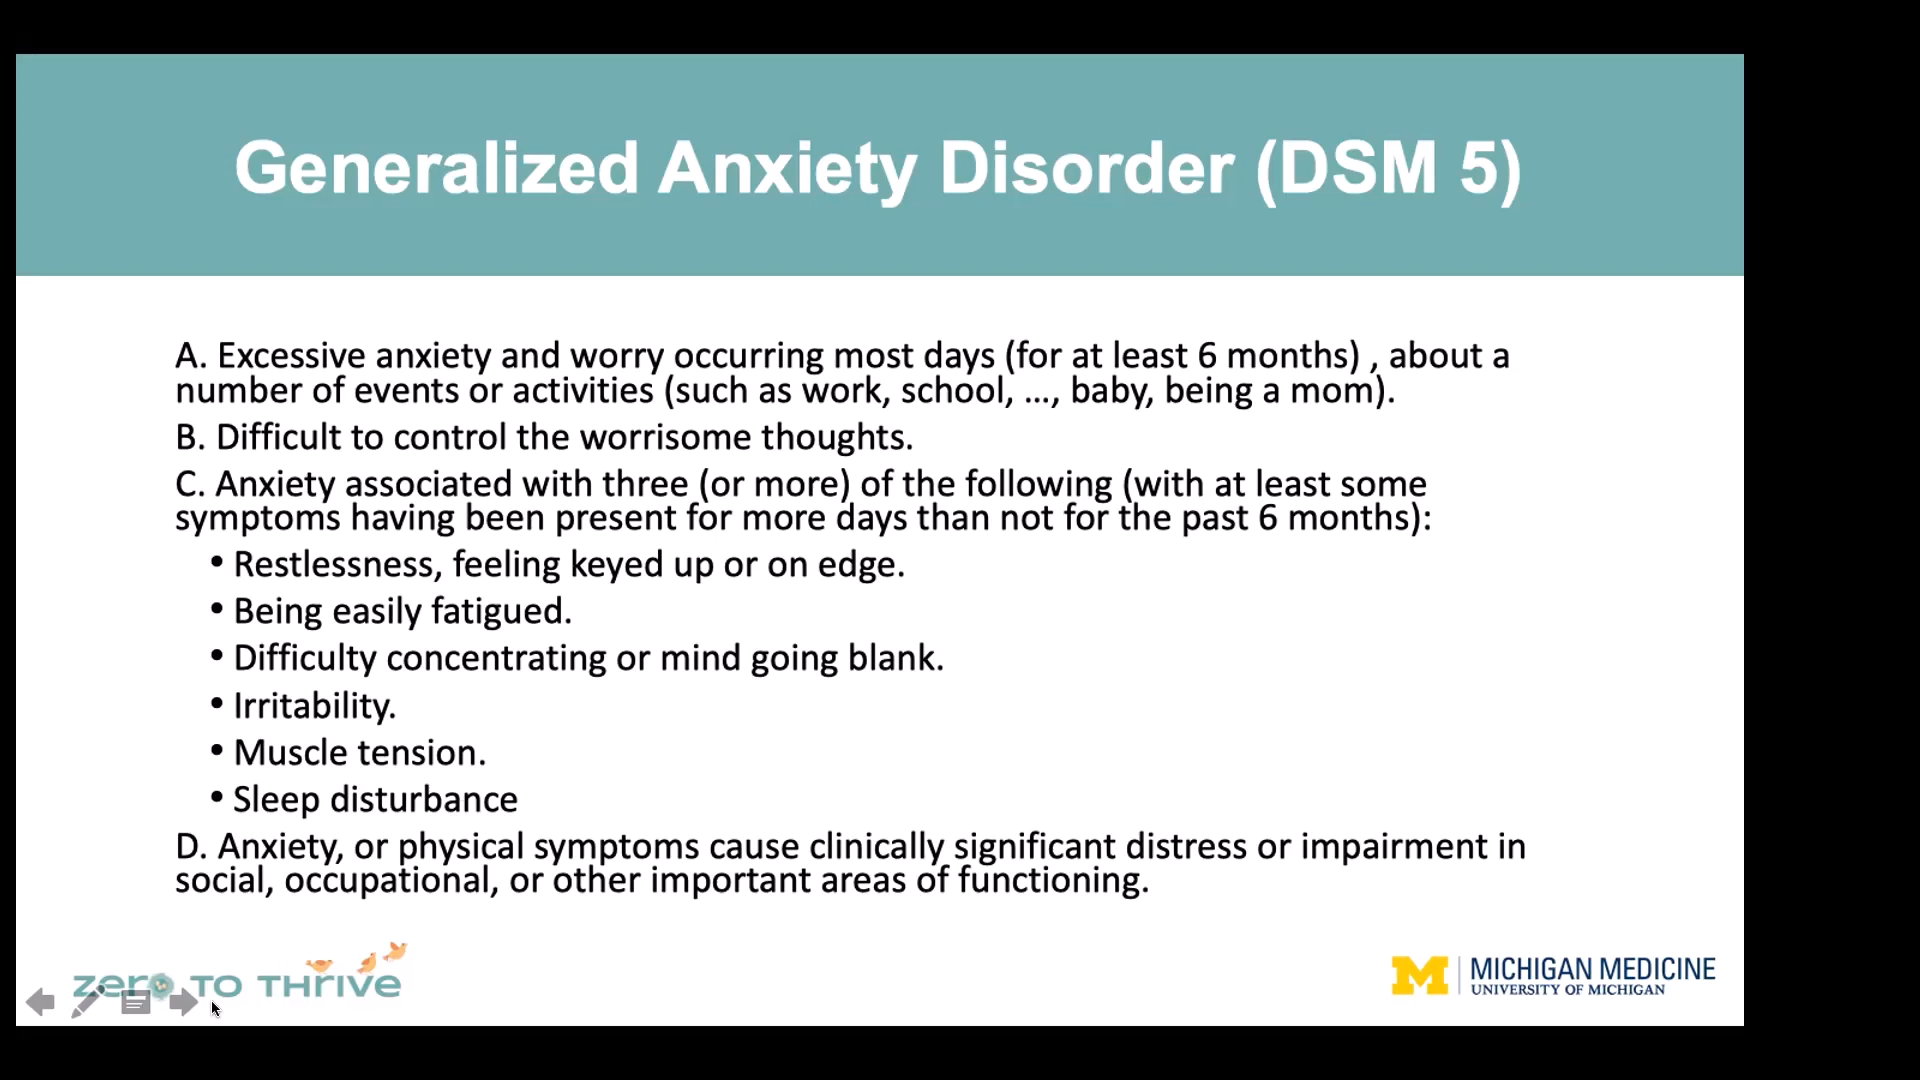 Generalized Anxiety Disorder (DSM 5)
A. Excessive anxiety and worry occurring most days (for at least 6 months) , about a
number of events or activities (such as work, school, ..., baby, being a mom).
B. Difficult to control the worrisome thoughts.
C. Anxiety associated with three (or more) of the following (with at least some
symptoms having been present for more days than not for the past 6 months):
• Restlessness, feeling keyed up or on edge.
• Being easily fatigued.
• Difficulty concentrating or mind going blank.
• Irritability.
• Muscle tension.
• Sleep disturbance
D. Anxiety, or physical symptoms cause clinically significant distress or impairment in
social, occupational, or other important areas of functioning.
zero TO THrive
M MICHIGAN MEDICINE
UNIVERSITY OF MICHIGAN